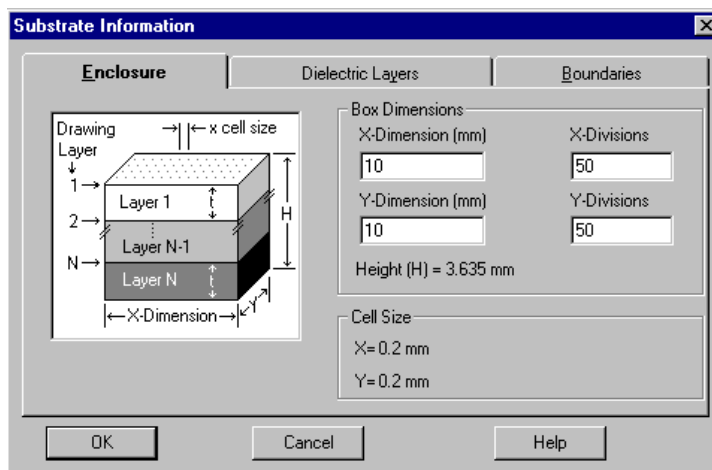 Substrate Information
Enclosure
Dielectric Layers
Boundaries
Drawing
Layer
x cell size
1
Layer 1
t
H
2
Layer N-1
N
Layer N
t
X-Dimension
Y
Box Dimensions
X-Dimension (mm)
X-Divisions
10
50
Y-Dimension (mm)
Y-Divisions
10
50
Height (H) = 3.635 mm
Cell Size
X= 0.2 mm
Y= 0.2 mm
OK
Cancel
Help